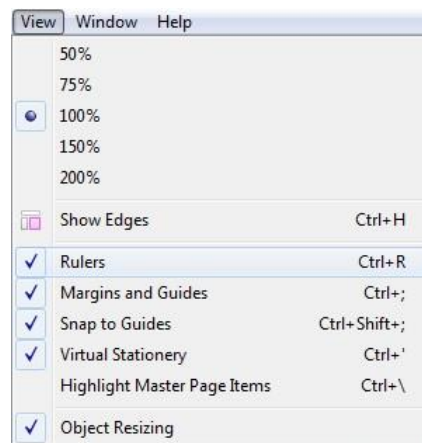 View Window Help
50%
75%
100%
150%
200%
Show Edges Ctrl+H
Rulers Ctrl+R
Margins and Guides Ctrl+;
Snap to Guides Ctrl+Shift+;
Virtual Stationery Ctrl+'
Highlight Master Page Items Ctrl+\
Object Resizing